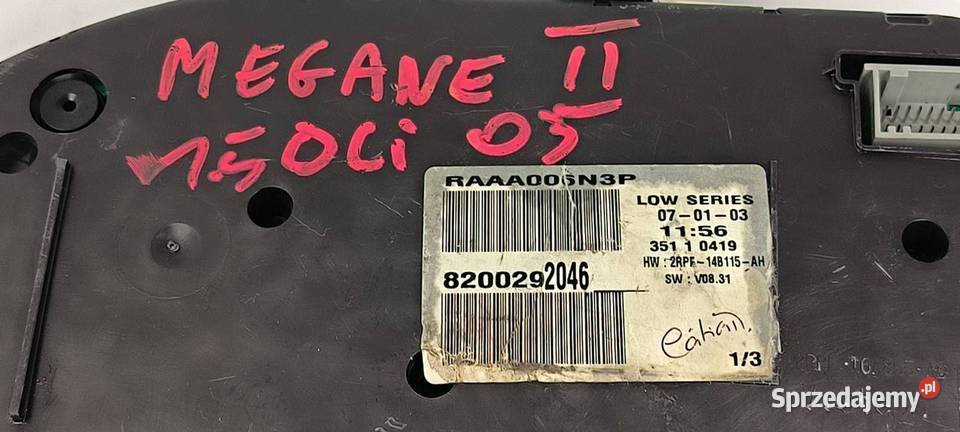 MEGANE II
1.5 DCi 05
RAAA006N3P
LOW SERIES
07-01-03
11:56
351 1 0419
HW : 2RPF-14B115-AH
SW : V08.31
8200292046
1/3
Sprzedajemy.pl